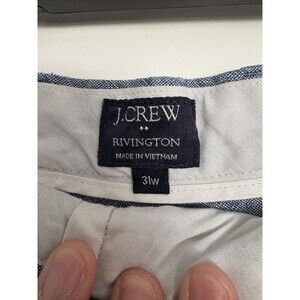 J.CREW
++
RIVINGTON
MADE IN VIETNAM
31W